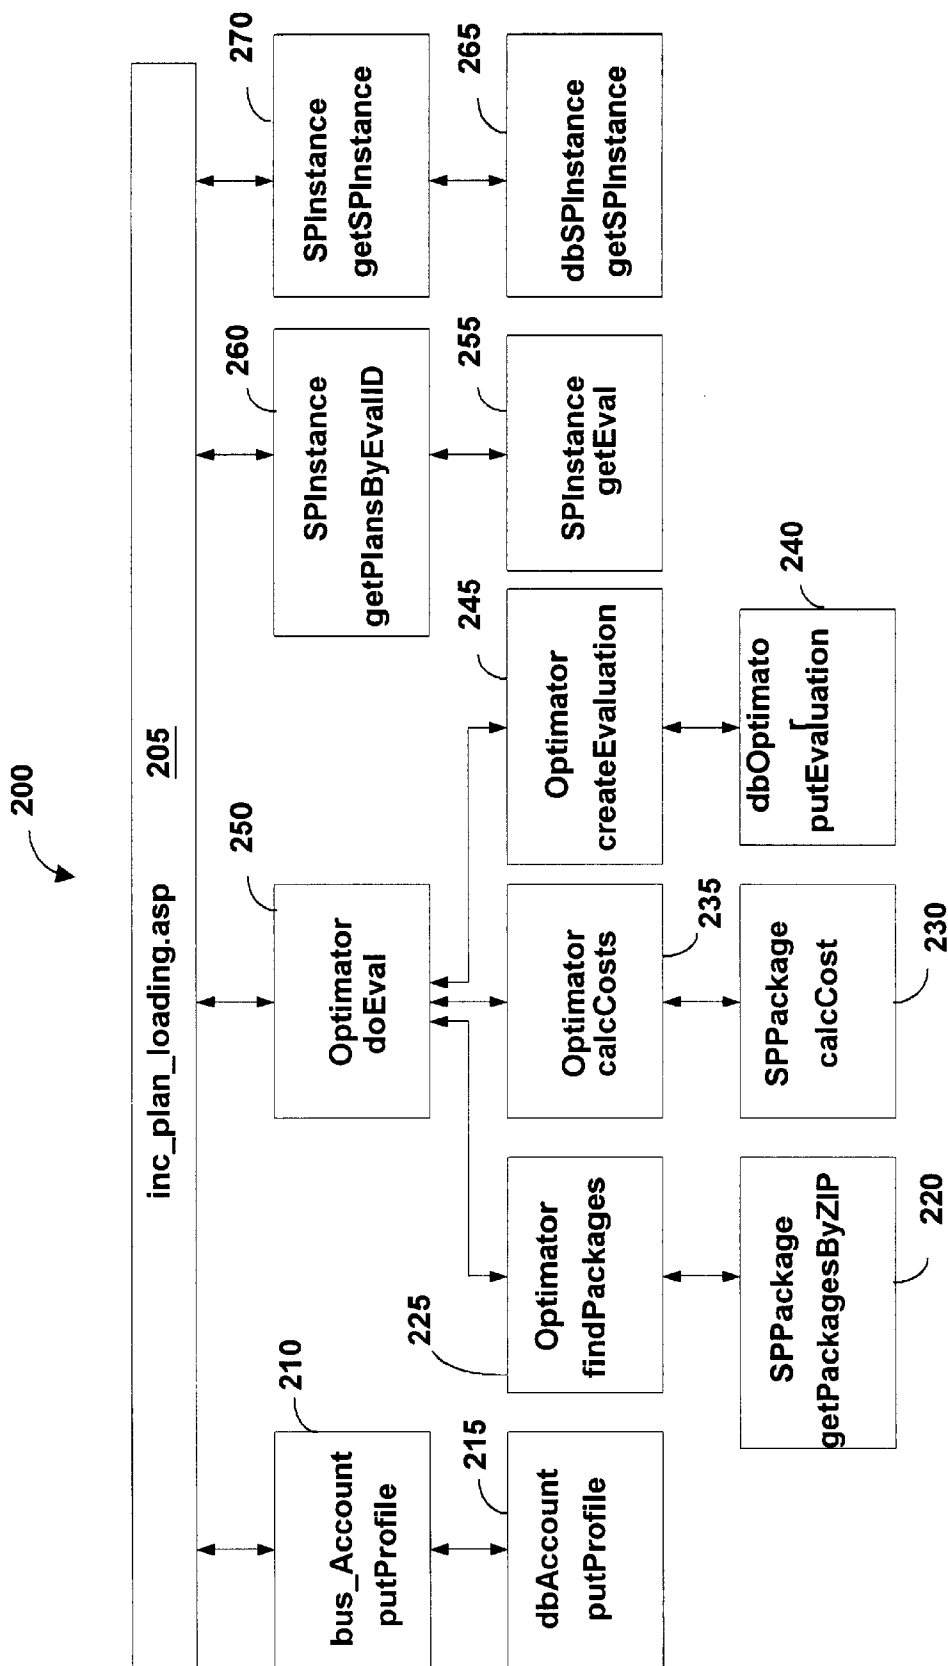 200
inc_plan_loading.asp
205
210
bus_Account
putProfile
250
Optimator
doEval
260
SPInstance
getPlansByEvalID
270
SPInstance
getSPInstance
215
dbAccount
putProfile
225
Optimator
findPackages
Optimator
calcCosts
235
245
Optimator
createEvaluation
255
SPInstance
getEval
265
dbSPInstance
getSPInstance
SPPackage
getPackagesByZIP
220
SPPackage
calcCost
230
240
dbOptimator
putEvaluation